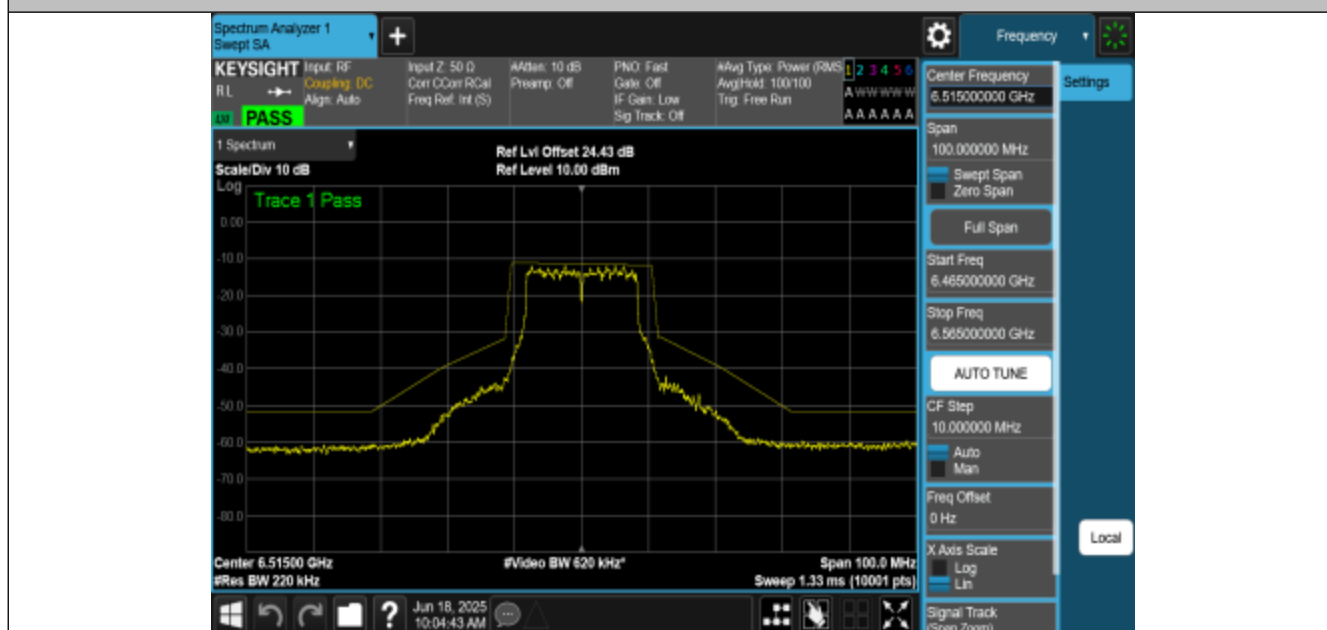 Spectrum Analyzer 1
Swept SA
+
Frequency
KEYSIGHT
RL
PASS
Input: RF
Coupling: DC
Align: Auto
Input Z: 50 Ω
Corr CCorr RCal
Freq Ref: Int (S)
#Atten: 10 dB
Preamp: Off
PNO: Fast
Gate: Off
IF Gain: Low
Sig Track: Off
#Avg Type: Power (RMS
Avg|Hold: 100/100
Trig: Free Run
1 2 3 4 5 6
A W W W W W
A A A A A A
1 Spectrum
Scale/Div 10 dB
Ref Lvl Offset 24.43 dB
Ref Level 10.00 dBm
Log
Trace 1 Pass
0.00
-10.0
-20.0
-30.0
-40.0
-50.0
-60.0
-70.0
-80.0
Center 6.51500 GHz
#Res BW 220 kHz
#Video BW 620 kHz*
Span 100.0 MHz
Sweep 1.33 ms (10001 pts)
Jun 18, 2025
10:04:43 AM
?
Center Frequency
6.515000000 GHz
Settings
Span
100.000000 MHz
Swept Span
Zero Span
Full Span
Start Freq
6.465000000 GHz
Stop Freq
6.565000000 GHz
AUTO TUNE
CF Step
10.000000 MHz
Auto
Man
Freq Offset
0 Hz
X Axis Scale
Log
Lin
Local
Signal Track
(Span Zoom)